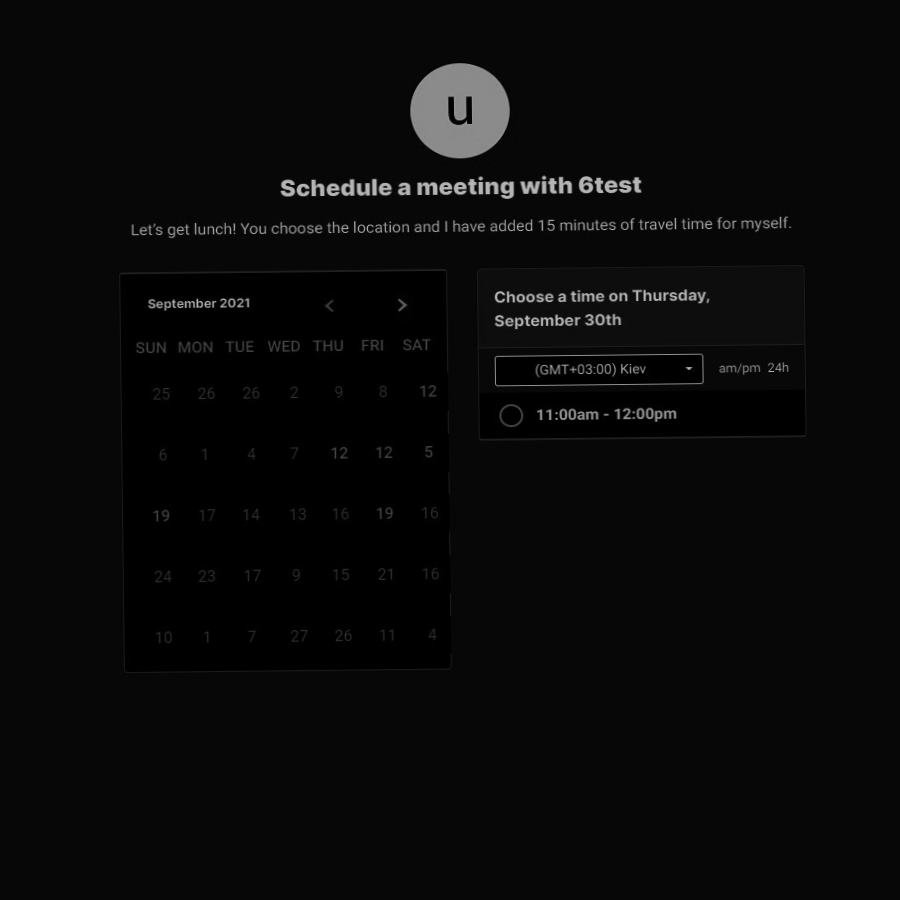 u
Schedule a meeting with 6test
Let's get lunch! You choose the location and I have added 15 minutes of travel time for myself.
September 2021
SUN MON TUE WED THU FRI SAT
25 26 26 2 9 8 12
6 1 4 7 12 12 5
19 17 14 13 16 19 16
24 23 17 9 15 21 16
10 1 7 27 26 11 4
Choose a time on Thursday,
September 30th
(GMT+03:00) Kiev am/pm 24h
11:00am - 12:00pm